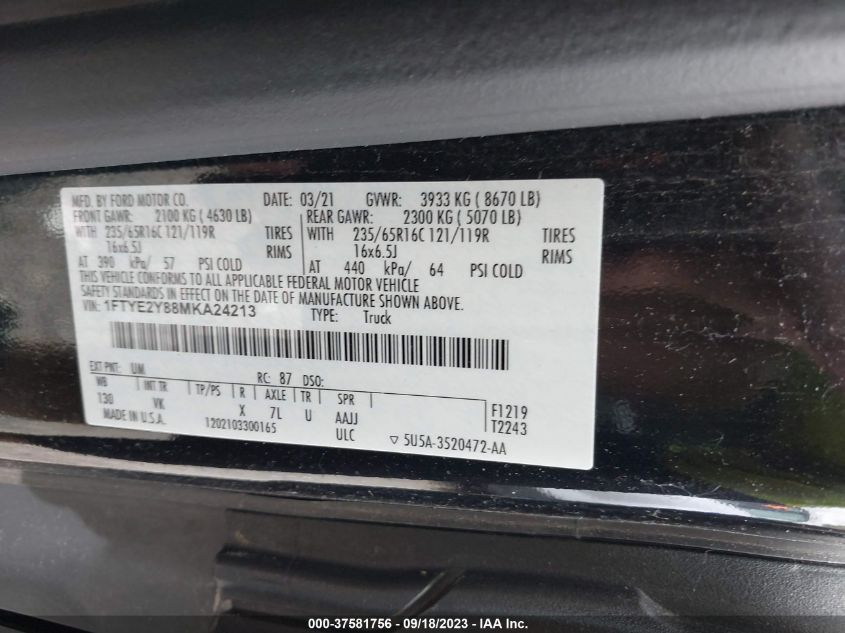 MFD. BY FORD MOTOR CO. DATE: 03/21 GVWR: 3933 KG ( 8670 LB)
FRONT GAWR: 2100 KG ( 4630 LB) REAR GAWR: 2300 KG ( 5070 LB)
WITH 235/65R16C 121/119R TIRES WITH 235/65R16C 121/119R TIRES
16x6.5J RIMS 16x6.5J RIMS
AT 390 kPa/ 57 PSI COLD AT 440 kPa/ 64 PSI COLD
THIS VEHICLE CONFORMS TO ALL APPLICABLE FEDERAL MOTOR VEHICLE
SAFETY STANDARDS IN EFFECT ON THE DATE OF MANUFACTURE SHOWN ABOVE.
VIN: 1FTYE2Y88MKA24213 TYPE: Truck
EXT PNT: UM RC: 87 DSO:
WB INT TR TP/PS R AXLE TR SPR
130 VK X 7L U AAJJ F1219
MADE IN U.S.A. 1202103300165 ULC T2243
▽ 5U5A-3520472-AA
000-37581756 - 09/18/2023 - IAA Inc.